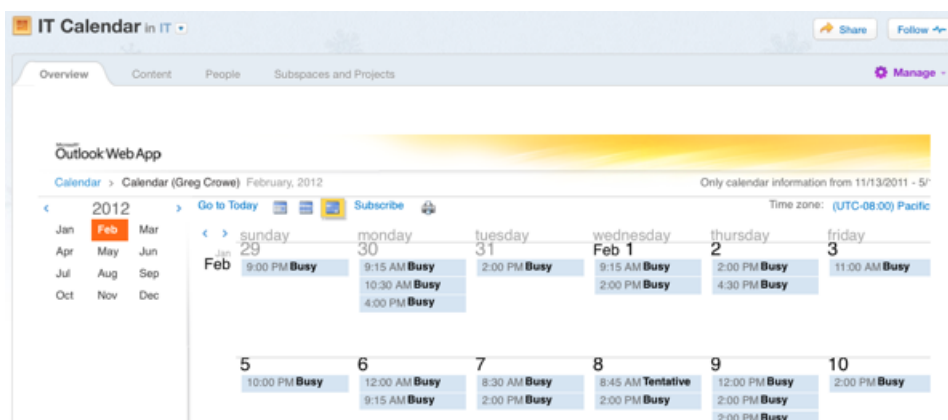 IT Calendar in IT
Share Follow
Overview Content People Subspaces and Projects Manage
Microsoft
Outlook Web App
Calendar > Calendar (Greg Crowe) February, 2012 Only calendar information from 11/13/2011 - 5/
< 2012 > Go to Today Subscribe Time zone: (UTC-08:00) Pacific
Jan Feb Mar
Apr May Jun
Jul Aug Sep
Oct Nov Dec
< > sunday monday tuesday wednesday thursday friday
Jan 29 30 31 Feb 1 2 3
Feb 9:00 PM Busy 9:15 AM Busy 2:00 PM Busy 9:15 AM Busy 2:00 PM Busy 11:00 AM Busy
10:30 AM Busy 2:00 PM Busy 4:30 PM Busy
4:00 PM Busy
5 6 7 8 9 10
10:00 PM Busy 12:00 AM Busy 8:30 AM Busy 8:45 AM Tentative 12:00 PM Busy 2:00 PM Busy
9:15 AM Busy 2:00 PM Busy 2:00 PM Busy 2:00 PM Busy
2:00 PM Busy